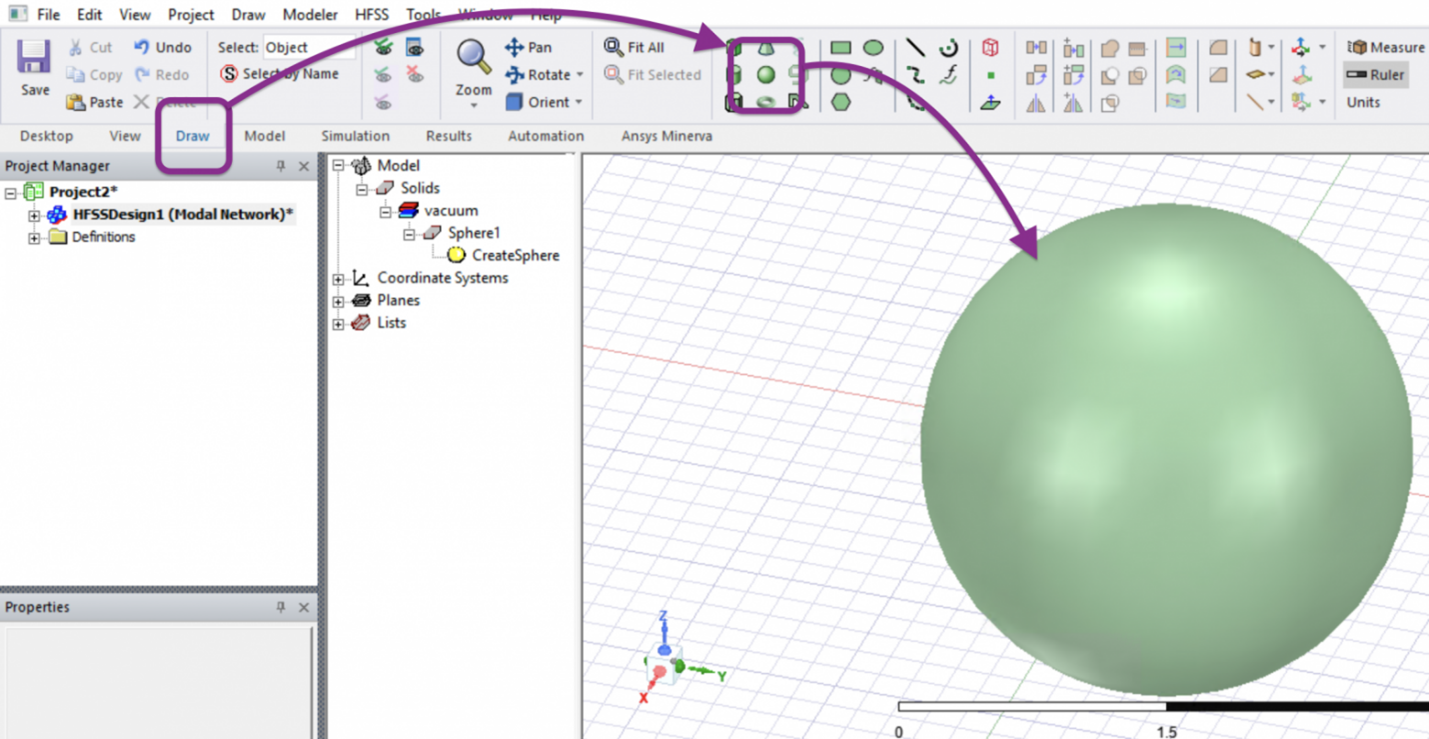 File Edit View Project Draw Modeler HFSS Tools Window Help
Cut Undo Select: Object Pan Fit All Measure
Copy Redo Select by Name Rotate Fit Selected Ruler
Save Paste Delete Zoom Orient Units
Desktop View Draw Model Simulation Results Automation Ansys Minerva
Project Manager
Project2*
HFSSDesign1 (Modal Network)*
Definitions
Model
Solids
vacuum
Sphere1
CreateSphere
Coordinate Systems
Planes
Lists
Properties
Z
Y
X
0 1.5